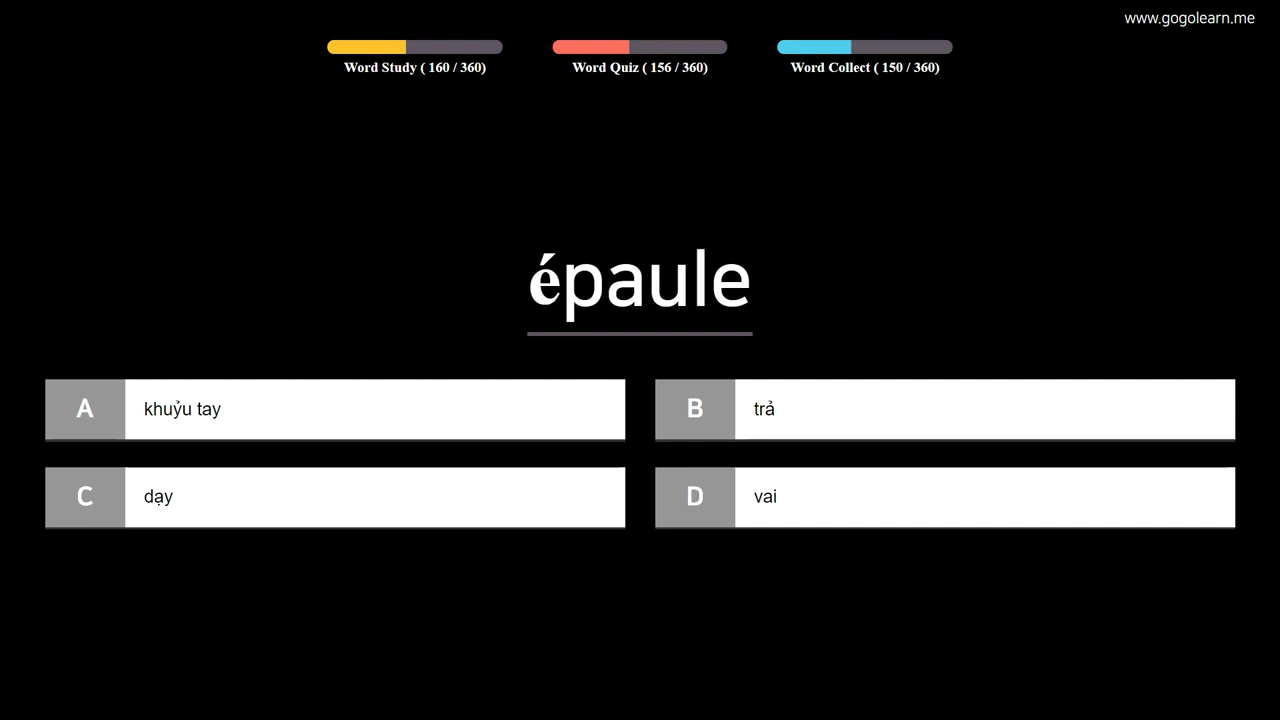 www.gogolearn.me
Word Study ( 160 / 360)
Word Quiz ( 156 / 360)
Word Collect ( 150 / 360)
épaule
A khuỷu tay
B trả
C dạy
D vai